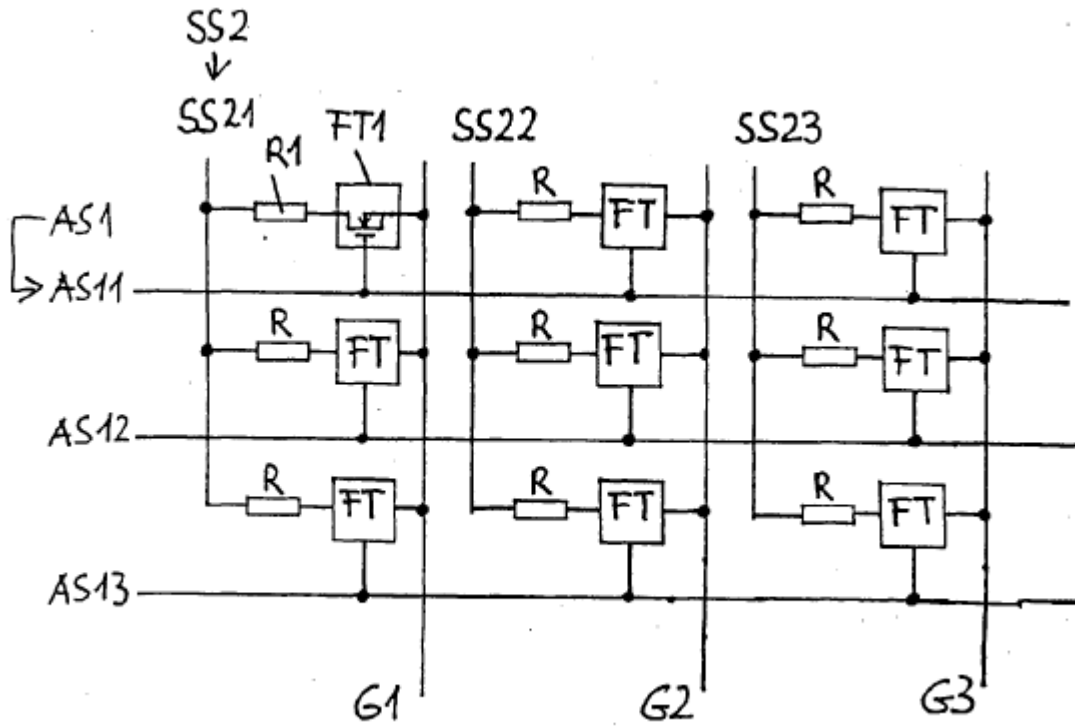 SS2
SS21 FT1 SS22 SS23
R1 R R
AS1 FT FT
AS11
R FT R FT R FT
AS12
R FT R FT R FT
AS13
G1 G2 G3